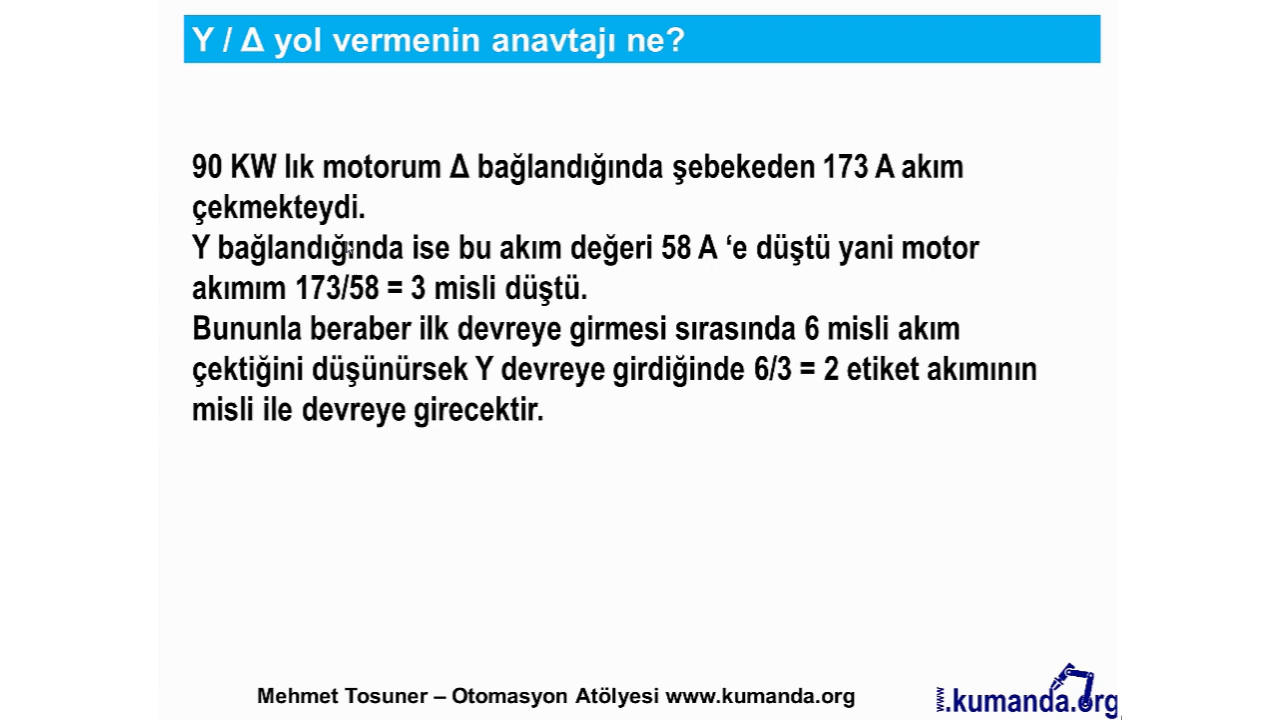 Y / Δ yol vermenin anavtajı ne?
90 KW lık motorum Δ bağlandığında şebekeden 173 A akım
çekmekteydi.
Y bağlandığında ise bu akım değeri 58 A ‘e düştü yani motor
akımım 173/58 = 3 misli düştü.
Bununla beraber ilk devreye girmesi sırasında 6 misli akım
çektiğini düşünürsek Y devreye girdiğinde 6/3 = 2 etiket akımının
misli ile devreye girecektir.
Mehmet Tosuner – Otomasyon Atölyesi www.kumanda.org
www.kumanda.org